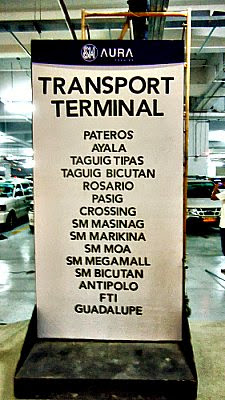 SM AURA
TRANSPORT
TERMINAL
PATEROS
AYALA
TAGUIG TIPAS
TAGUIG BICUTAN
ROSARIO
PASIG
CROSSING
SM MASINAG
SM MARIKINA
SM MOA
SM MEGAMALL
SM BICUTAN
ANTIPOLO
FTI
GUADALUPE